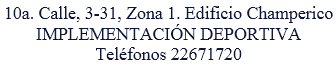 10a. Calle, 3-31, Zona 1. Edificio Champerico
IMPLEMENTACIÓN DEPORTIVA
Teléfonos 22671720